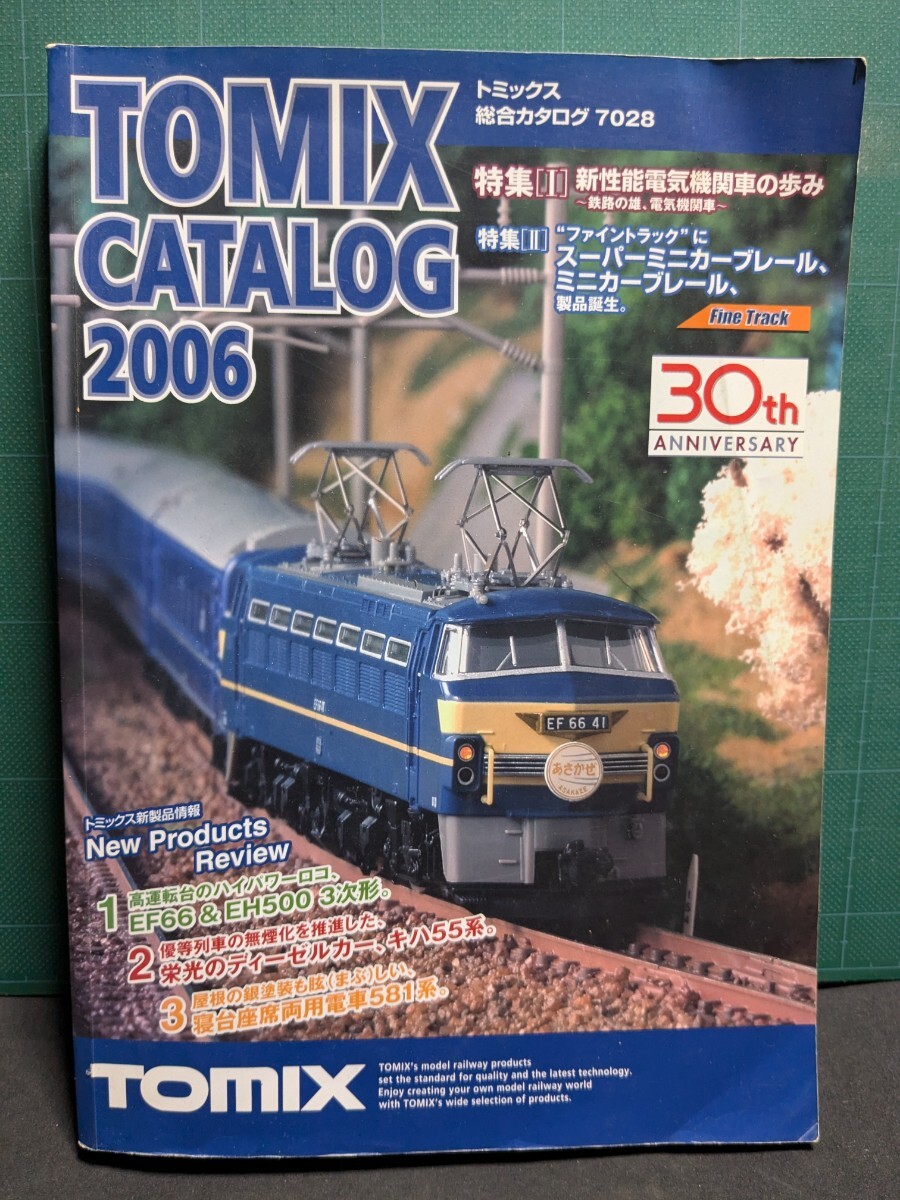 TOMIX
CATALOG
2006
トミックス
総合カタログ 7028
特集[I] 新性能電気機関車の歩み
～鉄路の雄、電気機関車～
特集[II] “ファイントラック”に
スーパーミニカーブレール、
ミニカーブレール、
製品誕生。
Fine Track
30th
ANNIVERSARY
EF 66 41
あさかぜ
ASAKAZE
トミックス新製品情報
New Products
Review
1 高運転台のハイパワーロコ、
EF66 & EH500 3次形。
2 優等列車の無煙化を推進した、
栄光のディーゼルカー、キハ55系。
3 屋根の銀塗装も眩(まぶ)しい、
寝台座席両用電車581系。
TOMIX
TOMIX's model railway products
set the standard for quality and the latest technology.
Enjoy creating your own model railway world
with TOMIX's wide selection of products.